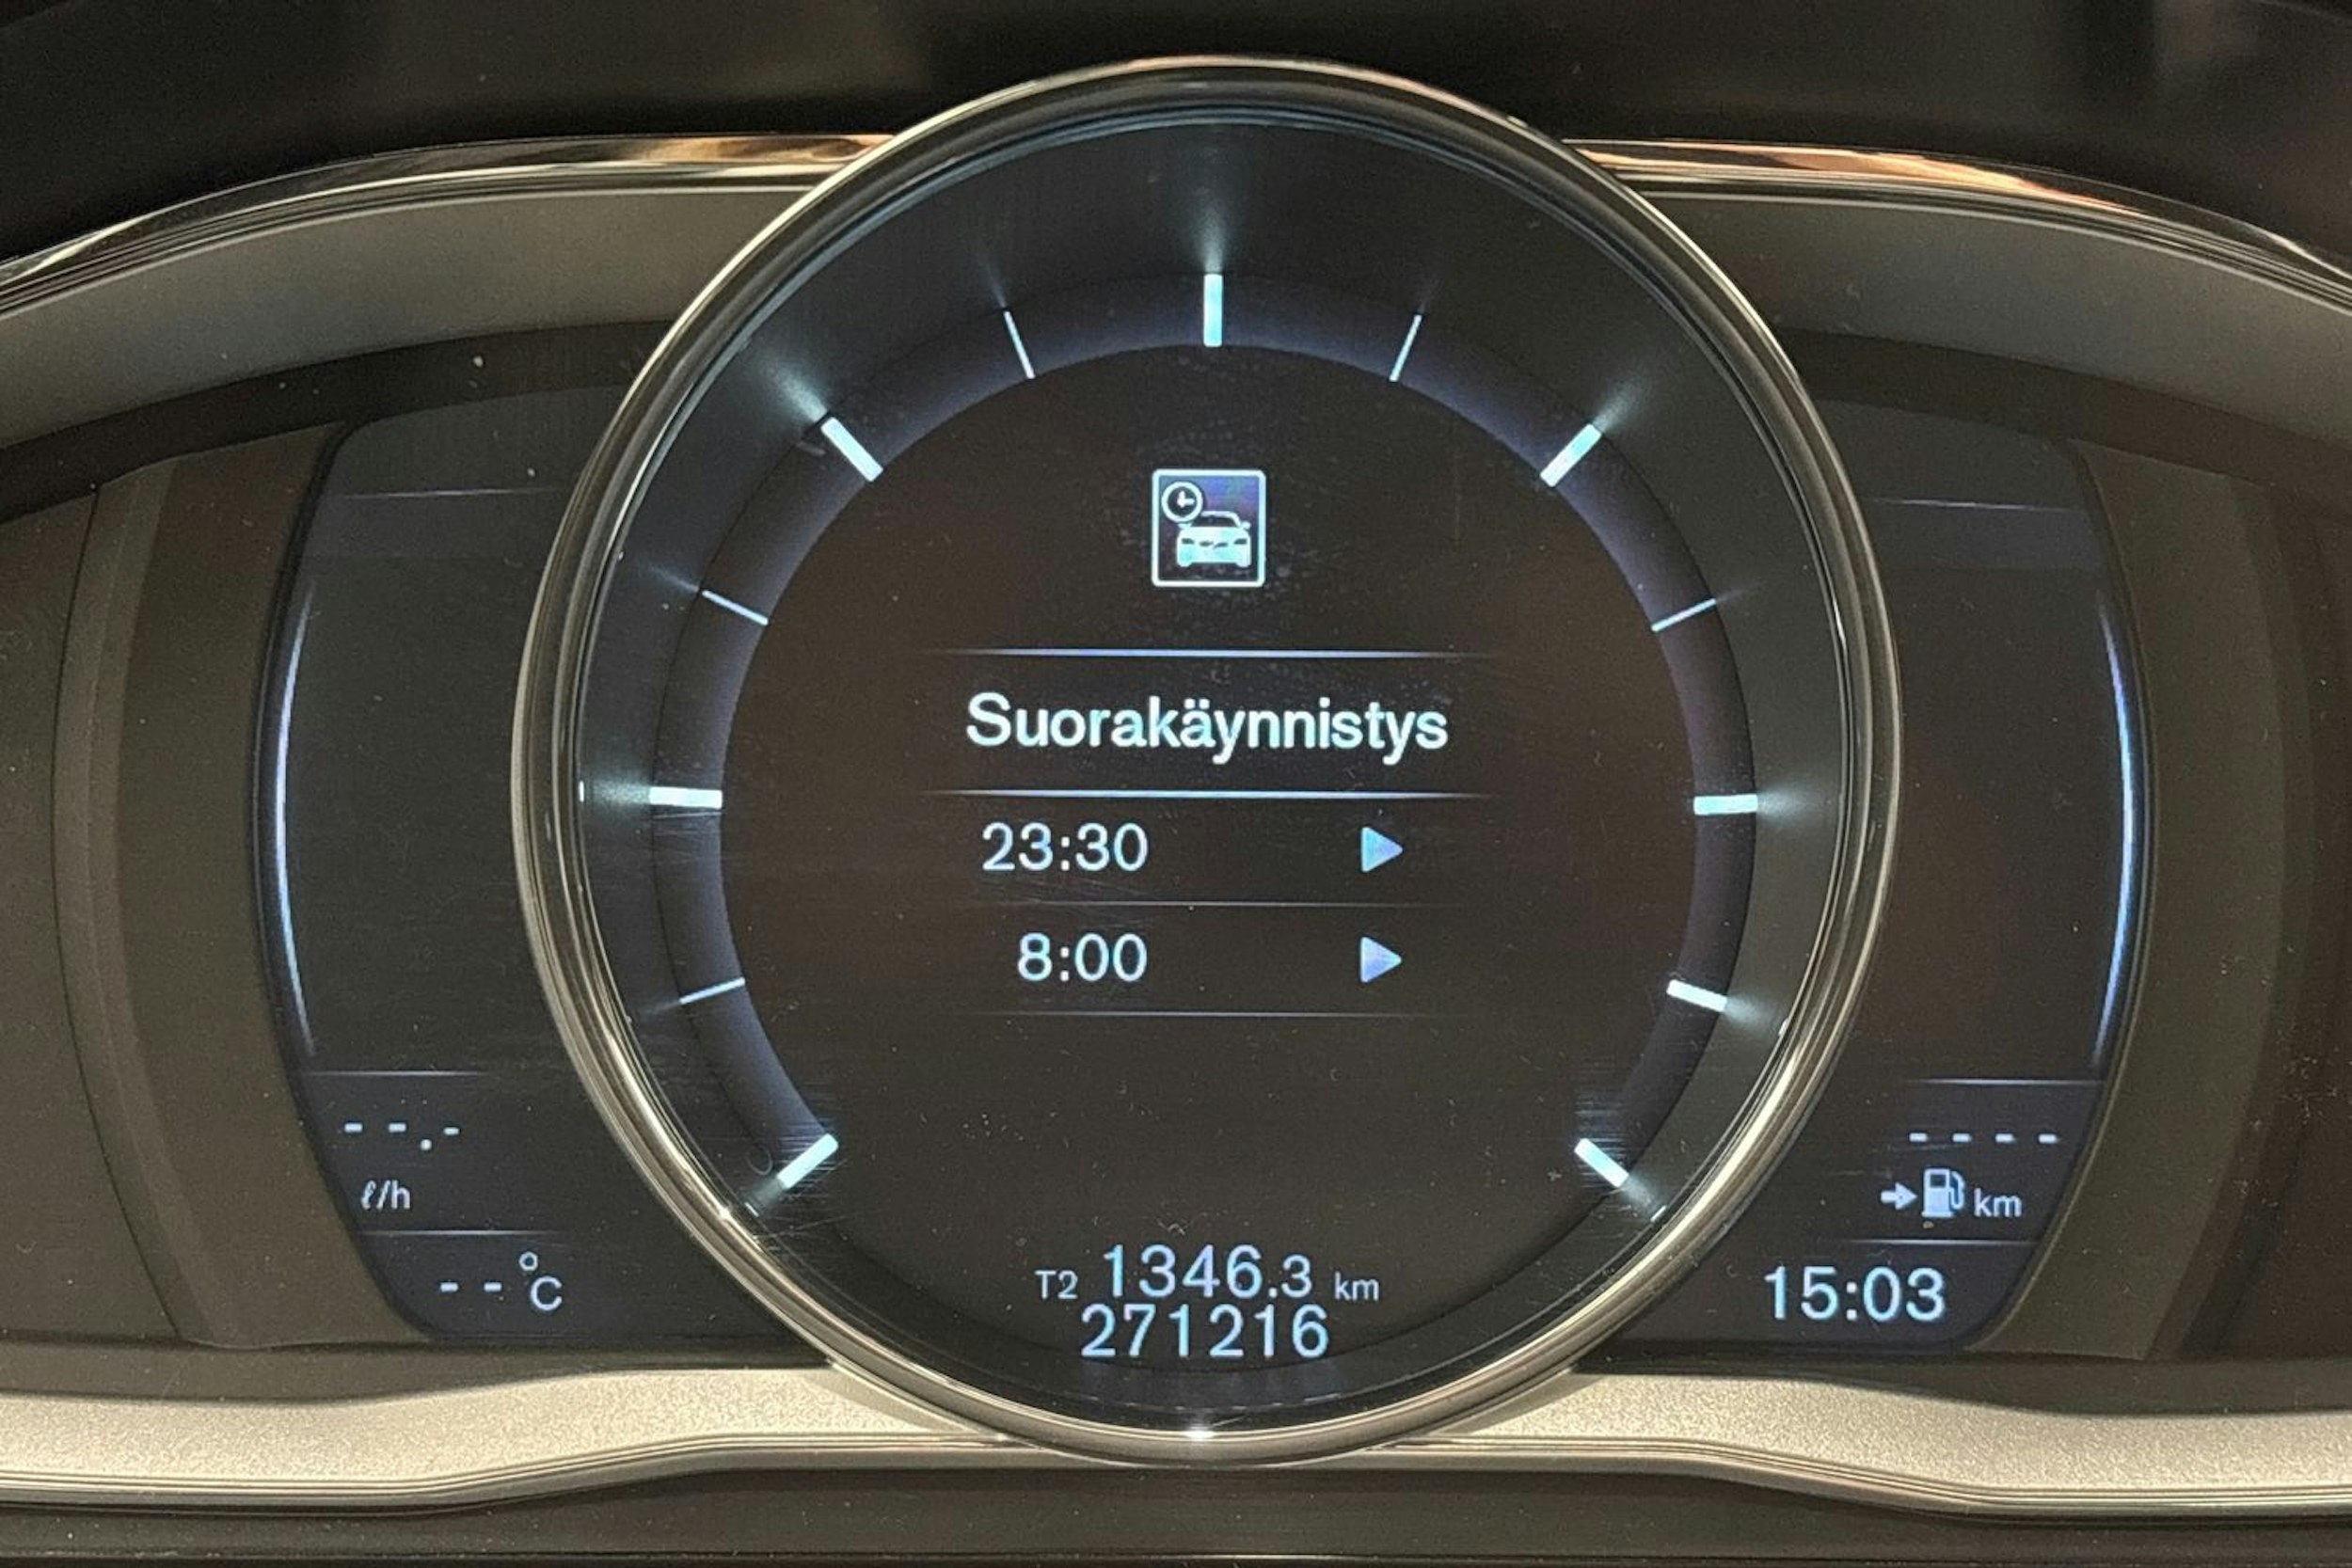 Suorakäynnistys
23:30
8:00
--.-
ℓ/h
--°C
T2 1346.3 km
271216
----
km
15:03